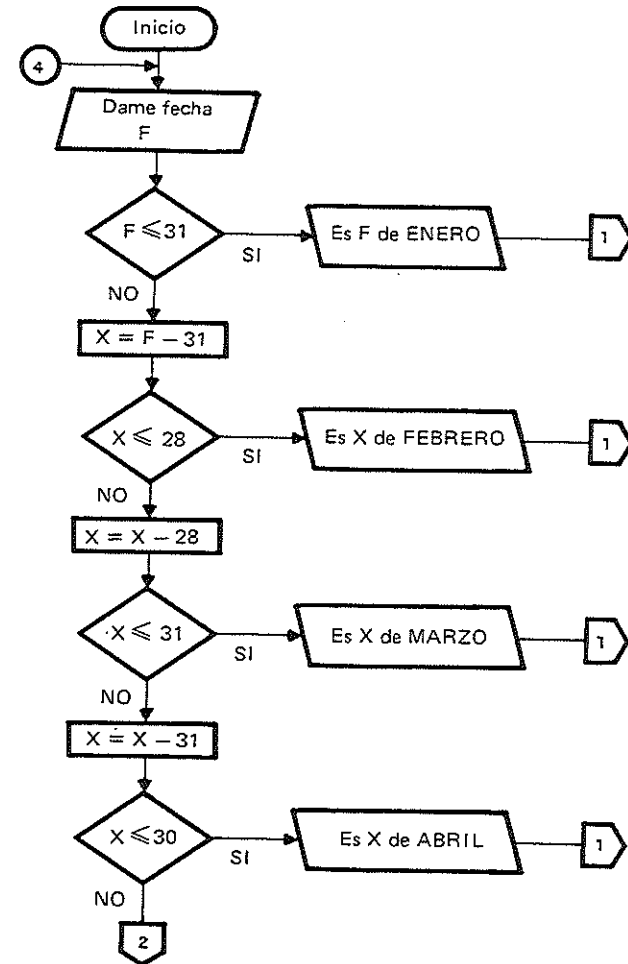 Inicio
4
Dame fecha
F
F ≤ 31
SI
Es F de ENERO
1
NO
X = F – 31
X ≤ 28
SI
Es X de FEBRERO
1
NO
X = X – 28
X ≤ 31
SI
Es X de MARZO
1
NO
X = X – 31
X ≤ 30
SI
Es X de ABRIL
1
NO
2